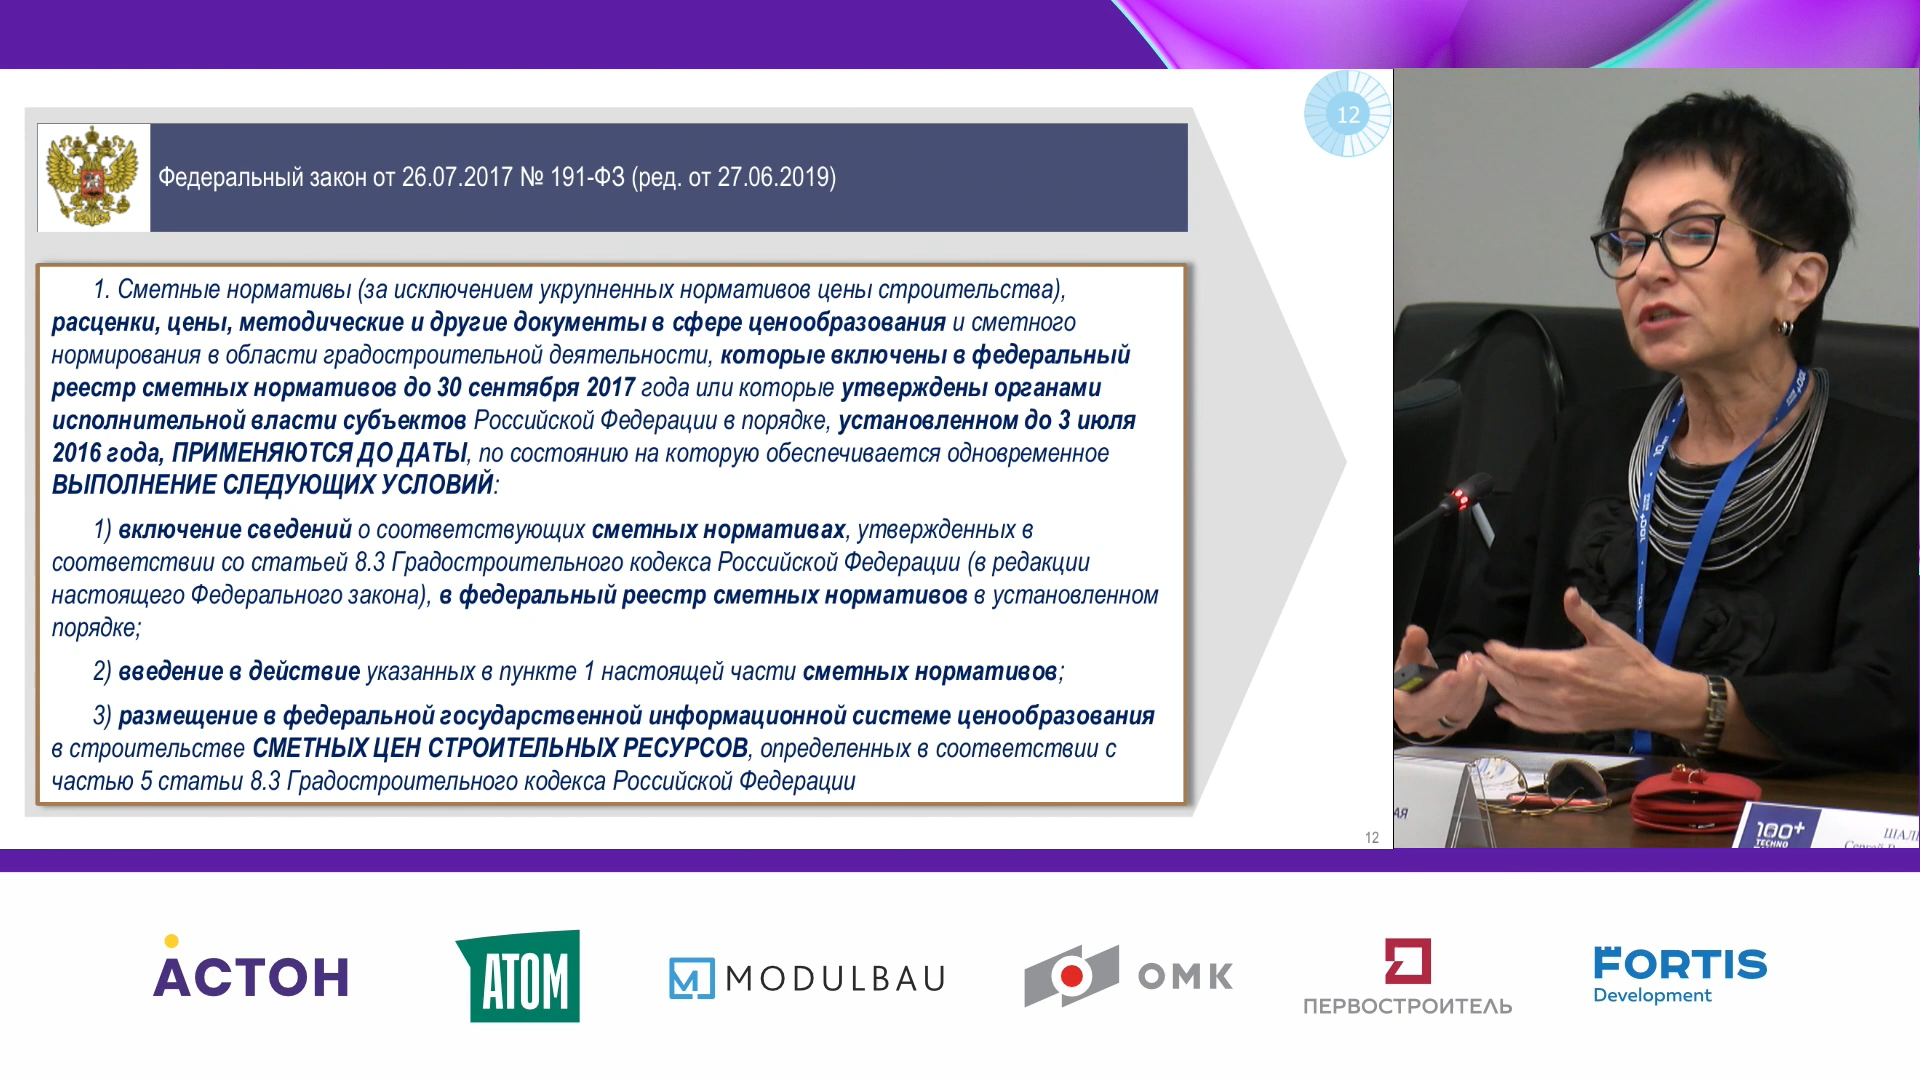 12
Федеральный закон от 26.07.2017 № 191-ФЗ (ред. от 27.06.2019)
1. Сметные нормативы (за исключением укрупненных нормативов цены строительства),
расценки, цены, методические и другие документы в сфере ценообразования и сметного
нормирования в области градостроительной деятельности, которые включены в федеральный
реестр сметных нормативов до 30 сентября 2017 года или которые утверждены органами
исполнительной власти субъектов Российской Федерации в порядке, установленном до 3 июля
2016 года, ПРИМЕНЯЮТСЯ ДО ДАТЫ, по состоянию на которую обеспечивается одновременное
ВЫПОЛНЕНИЕ СЛЕДУЮЩИХ УСЛОВИЙ:
1) включение сведений о соответствующих сметных нормативах, утвержденных в
соответствии со статьей 8.3 Градостроительного кодекса Российской Федерации (в редакции
настоящего Федерального закона), в федеральный реестр сметных нормативов в установленном
порядке;
2) введение в действие указанных в пункте 1 настоящей части сметных нормативов;
3) размещение в федеральной государственной информационной системе ценообразования
в строительстве СМЕТНЫХ ЦЕН СТРОИТЕЛЬНЫХ РЕСУРСОВ, определенных в соответствии с
частью 5 статьи 8.3 Градостроительного кодекса Российской Федерации
12
100+
TECHNO
АСТОН
АТОМ
MODULBAU
ОМК
ПЕРВОСТРОИТЕЛЬ
FORTIS
Development